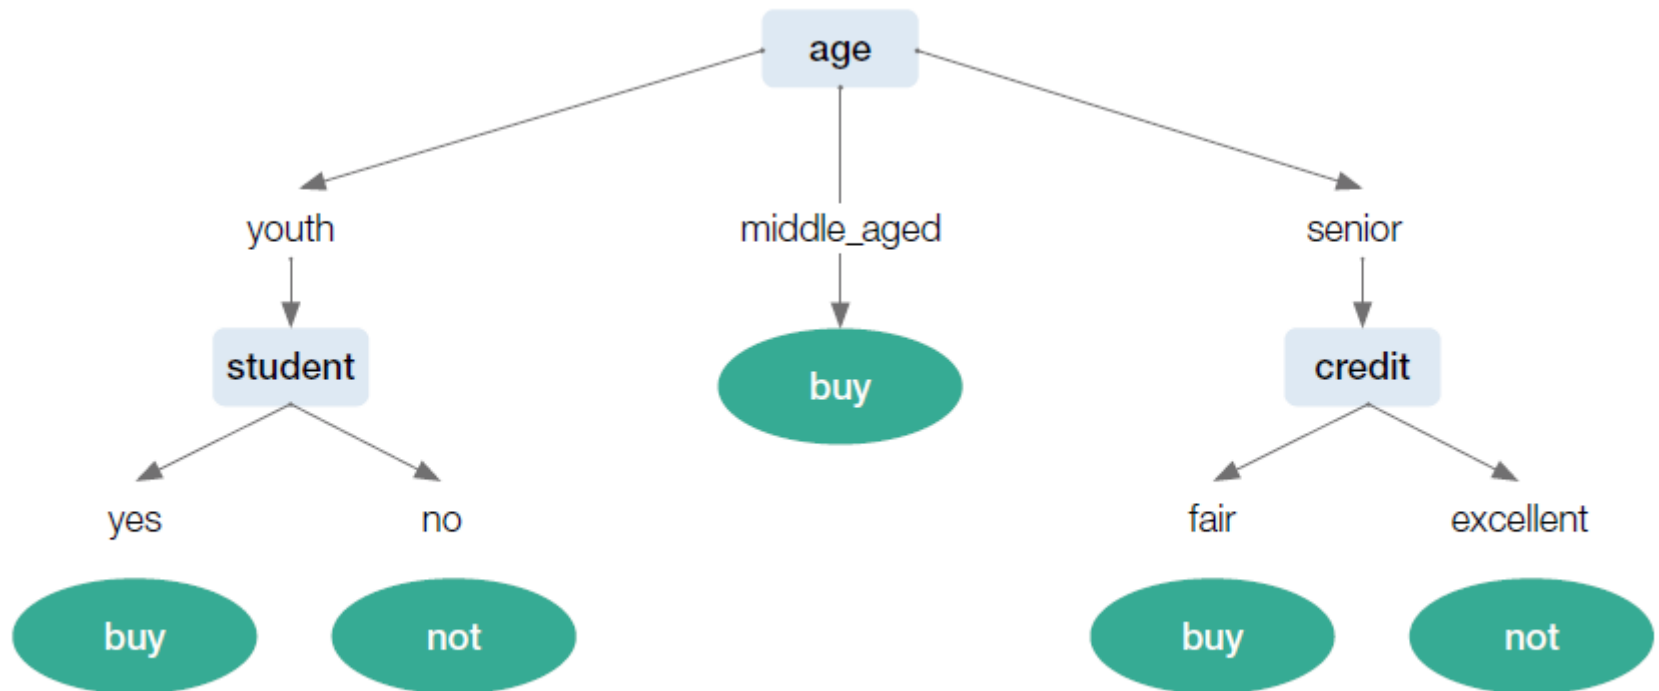 age
youth
middle_aged
senior
student
buy
credit
yes
no
fair
excellent
buy
not
buy
not